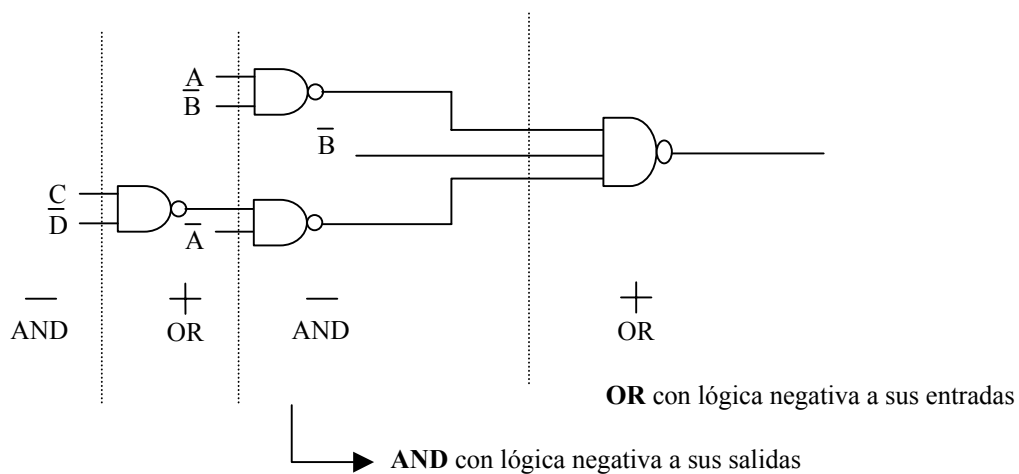 A
B̅
B̅
C
D̅
A̅
— + — +
AND OR AND OR
OR con lógica negativa a sus entradas
AND con lógica negativa a sus salidas